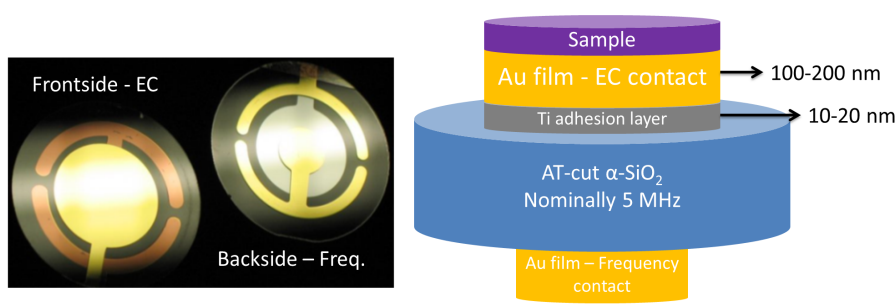 Frontside - EC
Backside – Freq.
Sample
Au film - EC contact
100-200 nm
Ti adhesion layer
10-20 nm
AT-cut α-SiO₂
Nominally 5 MHz
Au film – Frequency
contact